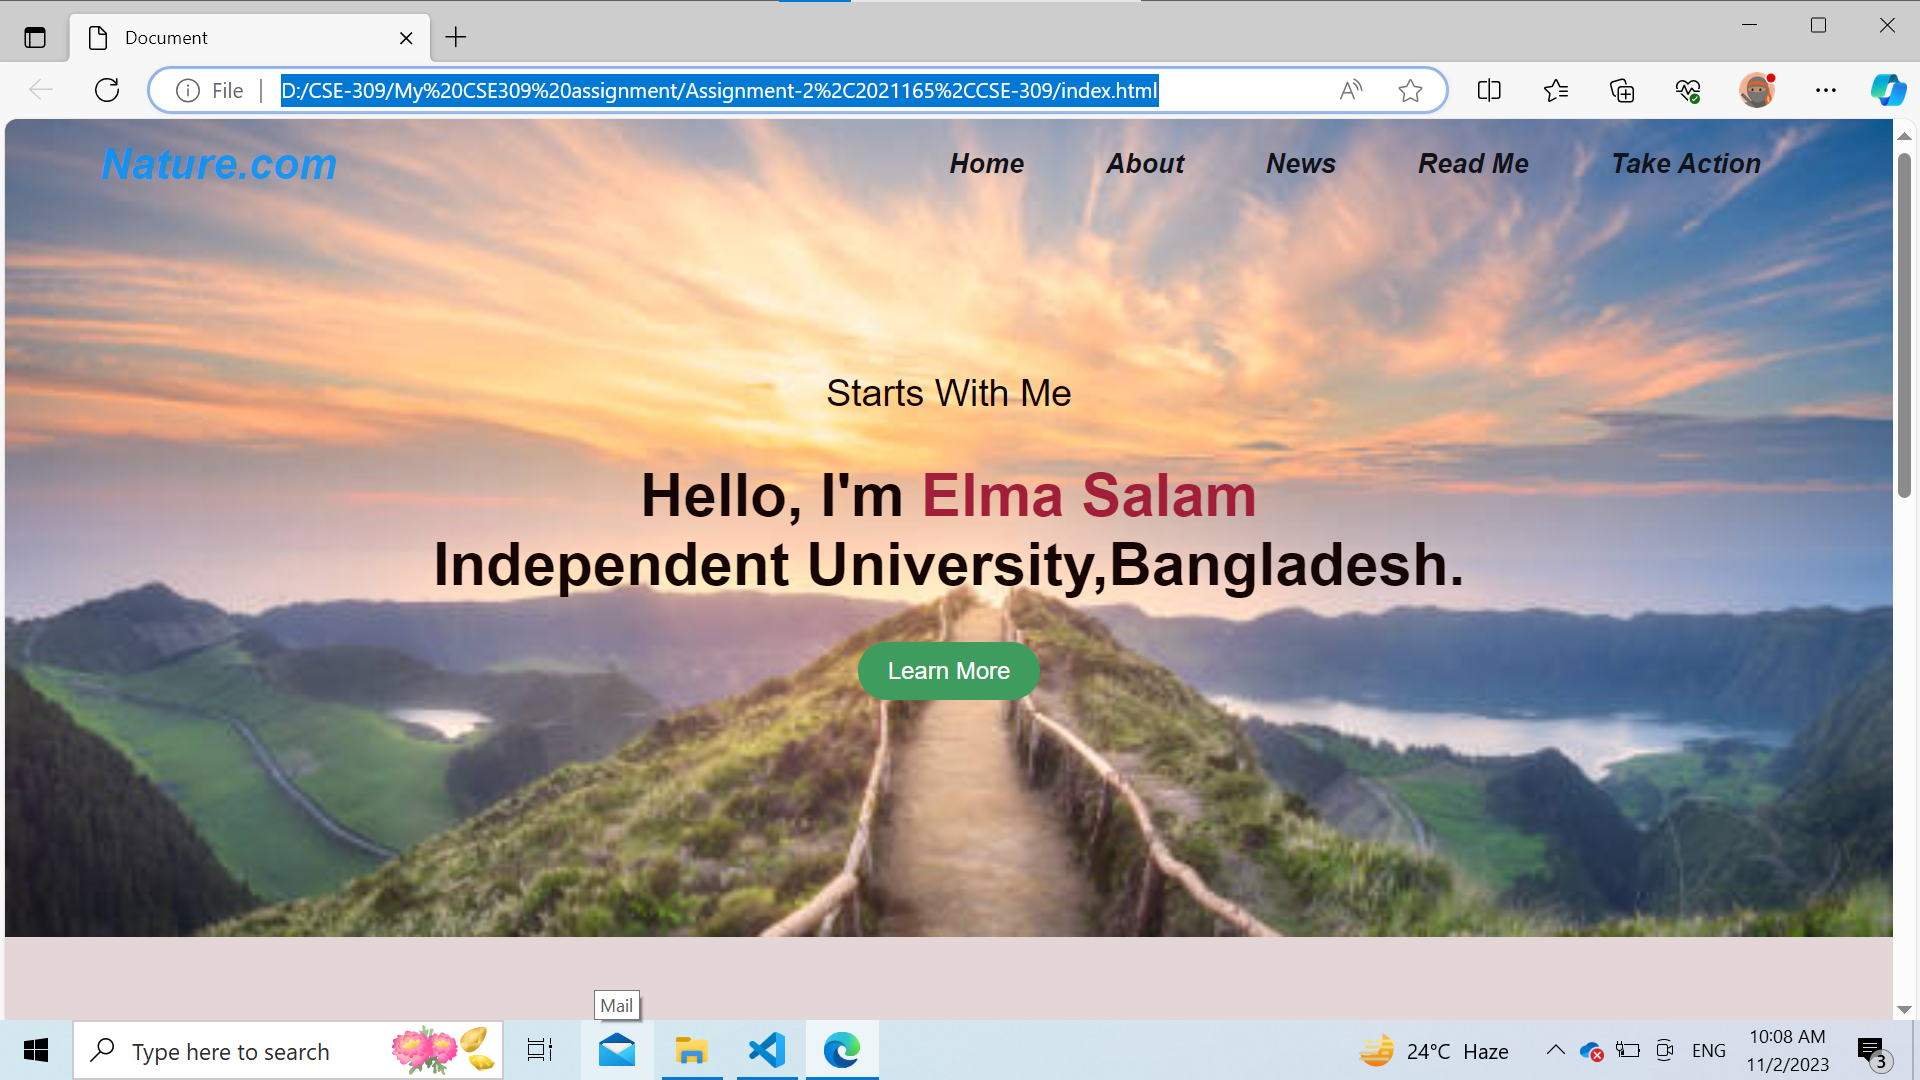 Document
File
D:/CSE-309/My%20CSE309%20assignment/Assignment-2%2C2021165%2CCSE-309/index.html
Nature.com
Home About News Read Me Take Action
Starts With Me
Hello, I'm Elma Salam
Independent University,Bangladesh.
Learn More
Mail
Type here to search
24°C Haze
ENG
10:08 AM
11/2/2023
3